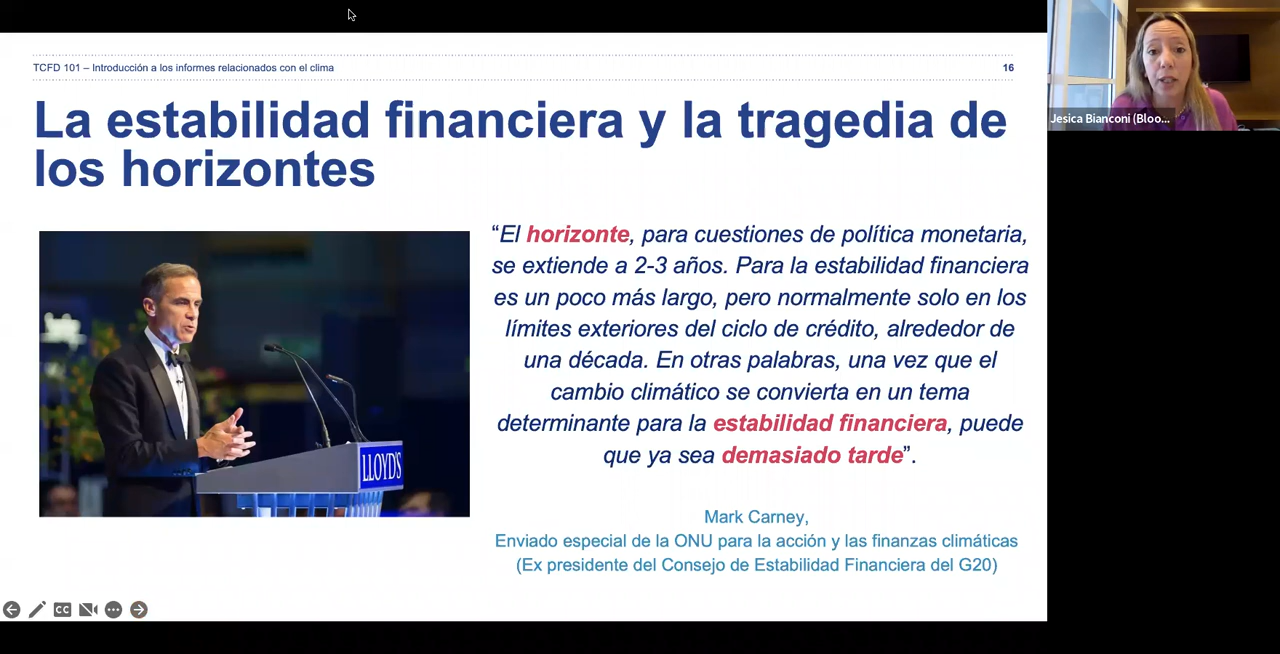 TCFD 101 – Introducción a los informes relacionados con el clima
16
La estabilidad financiera y la tragedia de
los horizontes
“El horizonte, para cuestiones de política monetaria,
se extiende a 2-3 años. Para la estabilidad financiera
es un poco más largo, pero normalmente solo en los
límites exteriores del ciclo de crédito, alrededor de
una década. En otras palabras, una vez que el
cambio climático se convierta en un tema
determinante para la estabilidad financiera, puede
que ya sea demasiado tarde”.
LLOYD'S
Mark Carney,
Enviado especial de la ONU para la acción y las finanzas climáticas
(Ex presidente del Consejo de Estabilidad Financiera del G20)
Jesica Bianconi (Bloo...
CC